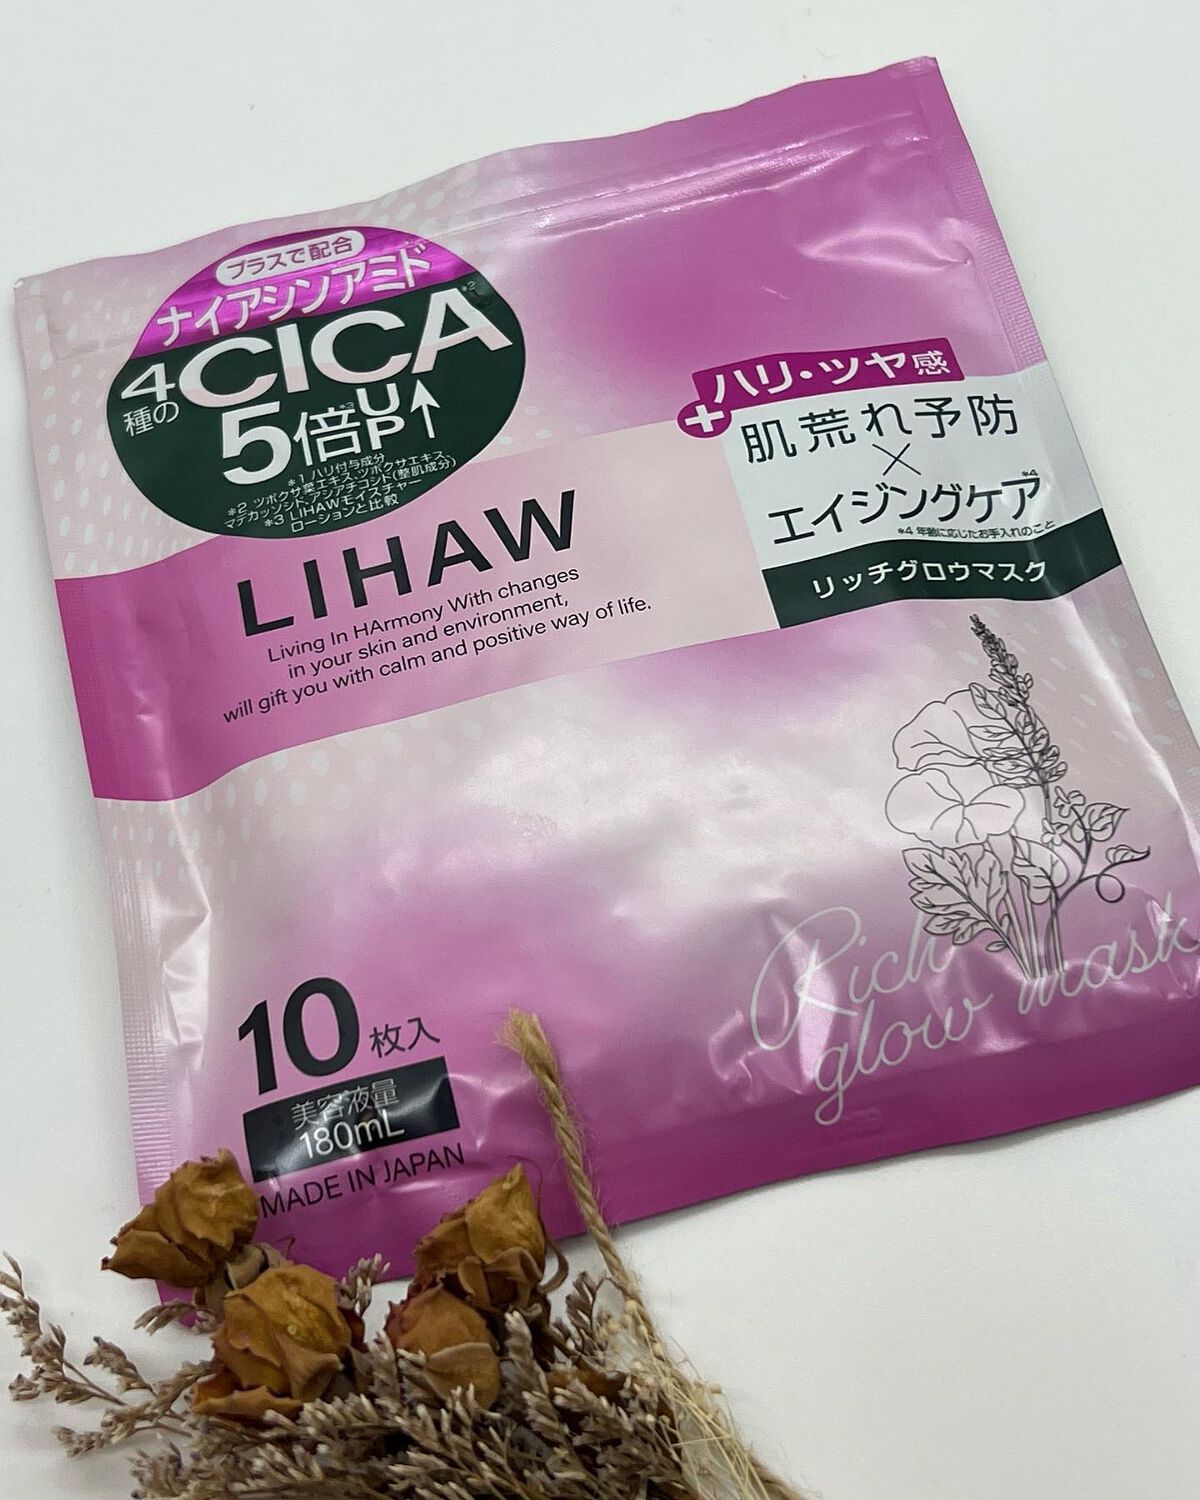 プラスで配合
ナイアシンアミド
4種の CICA *2
5倍 *3 UP↑
*1 ハリ付与成分
*2 ツボクサ葉エキス、ツボクサエキス、
マデカッソシド、アシアチコシド(整肌成分)
*3 LIHAWモイスチャー
ローションと比較
+ハリ・ツヤ感
肌荒れ予防
×
エイジングケア *4
*4 年齢に応じたお手入れのこと
リッチグロウマスク
LIHAW
Living In HArmony With changes
in your skin and environment,
will gift you with calm and positive way of life.
Rich
glow mask
10枚入
美容液量
180mL
MADE IN JAPAN